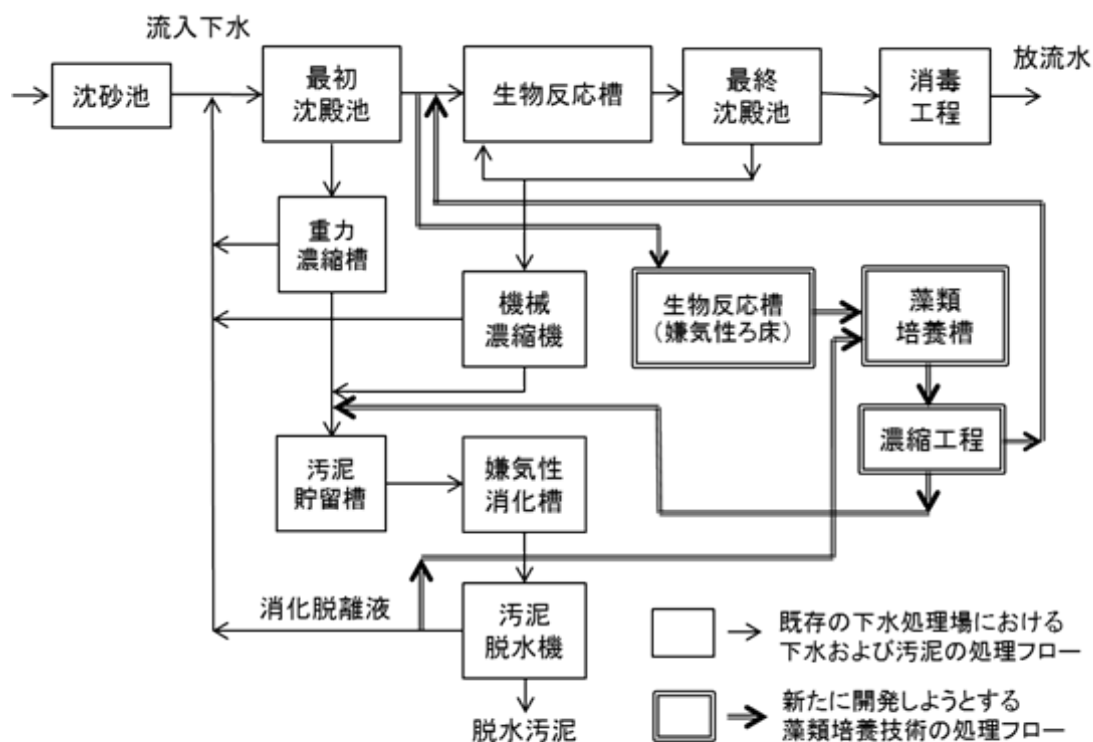 流入下水
沈砂池
最初
沈殿池
生物反応槽
最終
沈殿池
消毒
工程
放流水
重力
濃縮槽
機械
濃縮機
生物反応槽
(嫌気性ろ床)
藻類
培養槽
濃縮工程
汚泥
貯留槽
嫌気性
消化槽
消化脱離液
汚泥
脱水機
脱水汚泥
既存の下水処理場における
下水および汚泥の処理フロー
新たに開発しようとする
藻類培養技術の処理フロー